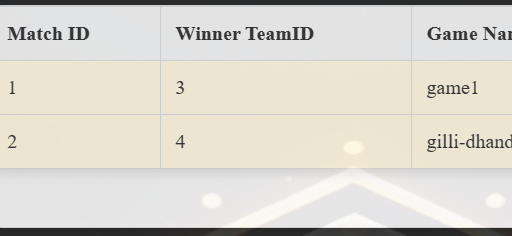 Match ID Winner TeamID Game Nar
1 3 game1
2 4 gilli-dhand